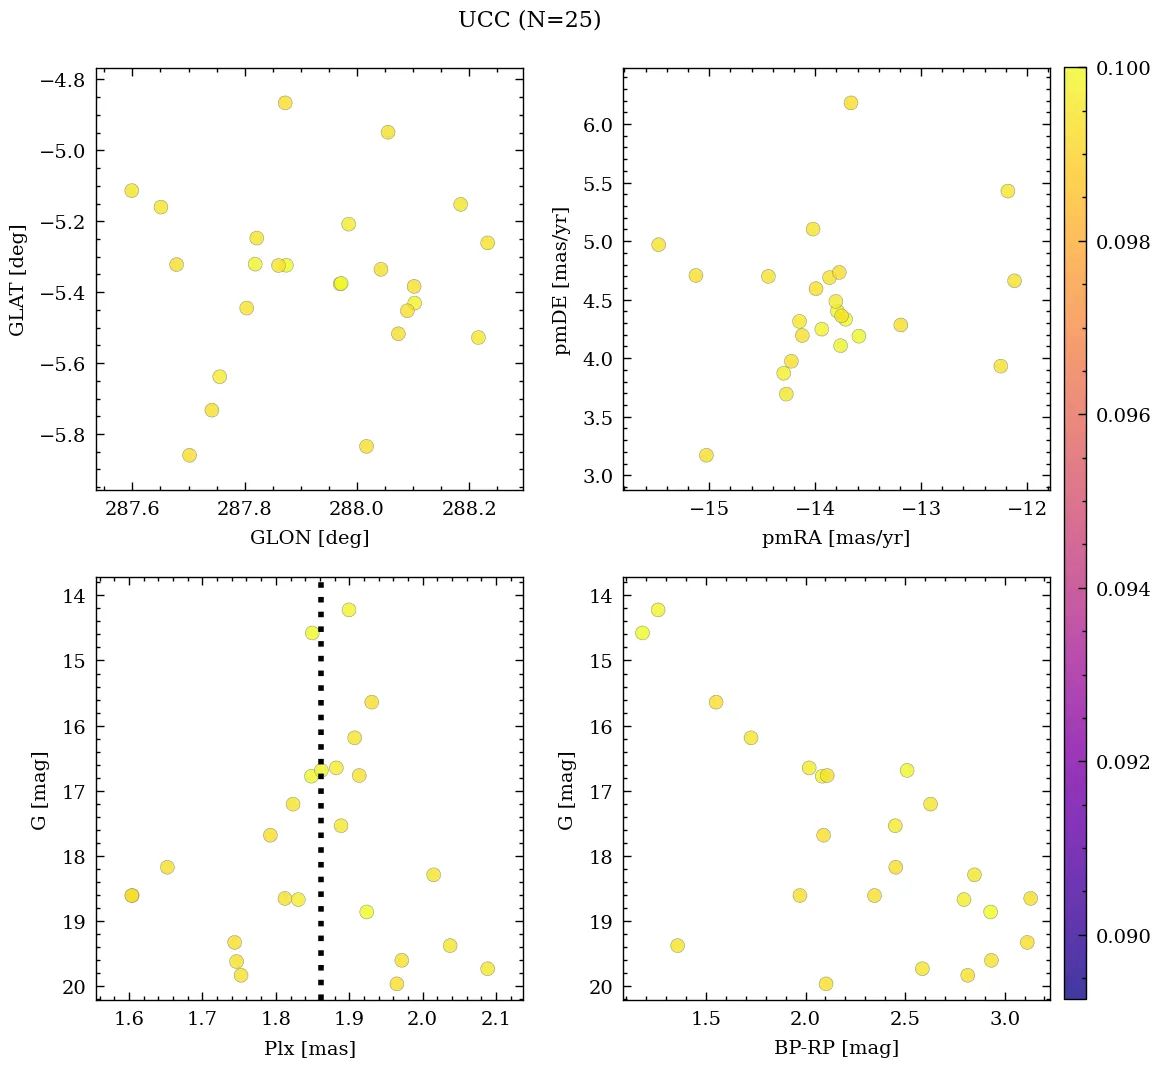 UCC (N=25)
−4.8
−5.0
−5.2
−5.4
−5.6
−5.8
GLAT [deg]
287.6 287.8 288.0 288.2
GLON [deg]
6.0
5.5
5.0
4.5
4.0
3.5
3.0
pmDE [mas/yr]
−15 −14 −13 −12
pmRA [mas/yr]
14
15
16
17
18
19
20
G [mag]
1.6 1.7 1.8 1.9 2.0 2.1
Plx [mas]
14
15
16
17
18
19
20
G [mag]
1.5 2.0 2.5 3.0
BP-RP [mag]
0.100
0.098
0.096
0.094
0.092
0.090